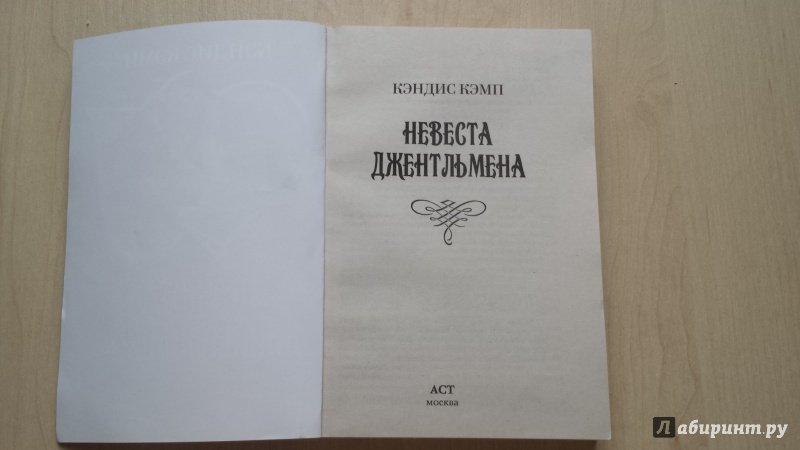 КЭНДИС КЭМП
НЕВЕСТА
ДЖЕНТЛЬМЕНА
АСТ
МОСКВА
Лабиринт.ру